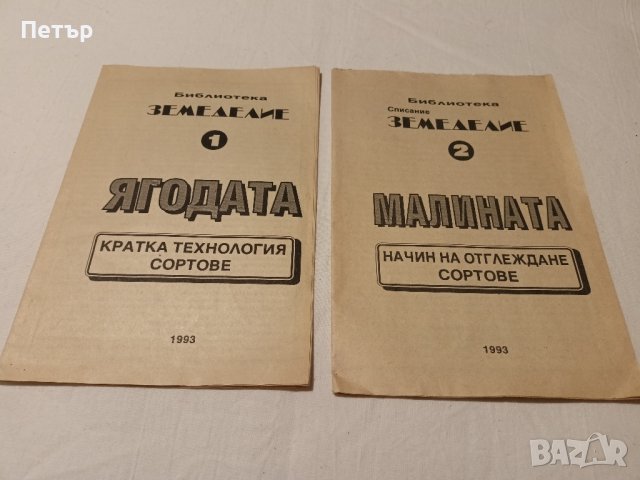 Петър
Библиотека
ЗЕМЕДЕЛИЕ
1
ЯГОДАТА
КРАТКА ТЕХНОЛОГИЯ
СОРТОВЕ
1993
Библиотека
Списание
ЗЕМЕДЕЛИЕ
2
МАЛИНАТА
НАЧИН НА ОТГЛЕЖДАНЕ
СОРТОВЕ
1993
BAZAR